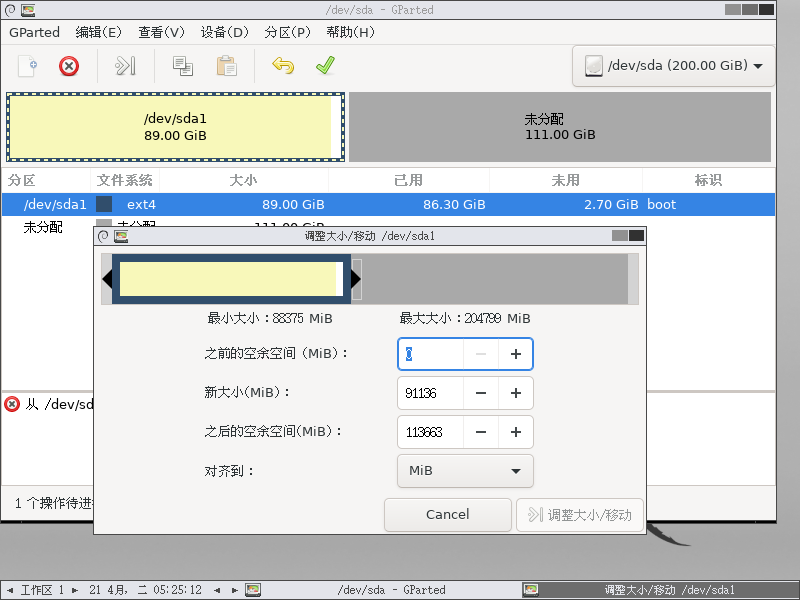 /dev/sda - GParted
GParted 编辑(E) 查看(V) 设备(D) 分区(P) 帮助(H)
/dev/sda (200.00 GiB)
/dev/sda1
89.00 GiB
未分配
111.00 GiB
分区 文件系统 大小 已用 未用 标识
/dev/sda1 ext4 89.00 GiB 86.30 GiB 2.70 GiB boot
未分配 未分配 111.00 GiB
调整大小/移动 /dev/sda1
最小大小：88375 MiB 最大大小：204799 MiB
之前的空余空间 (MiB)： 0
新大小(MiB)： 91136
之后的空余空间(MiB)： 113663
对齐到： MiB
Cancel 调整大小/移动
从 /dev/sd
1 个操作待进
工作区 1 21 4月, 二 05:25:12 /dev/sda - GParted 调整大小/移动 /dev/sda1